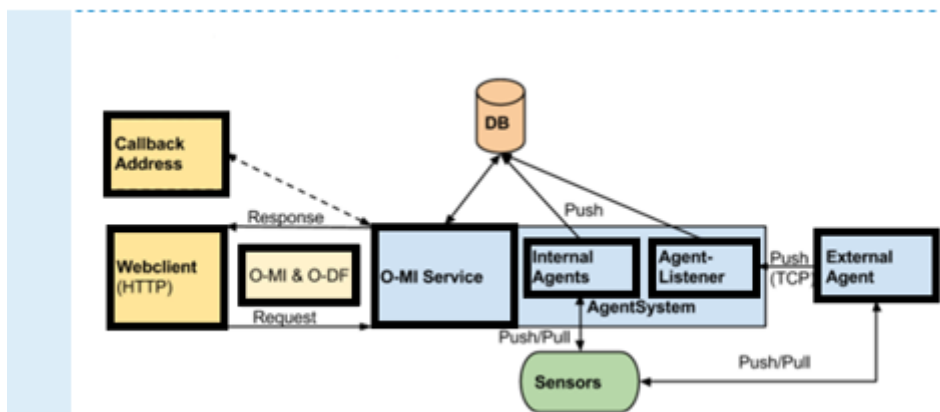 DB
Callback
Address
Response
Push
Webclient
(HTTP)
O-MI & O-DF
O-MI Service
Internal
Agents
Agent-
Listener
Push
(TCP)
External
Agent
AgentSystem
Request
Push/Pull
Push/Pull
Sensors